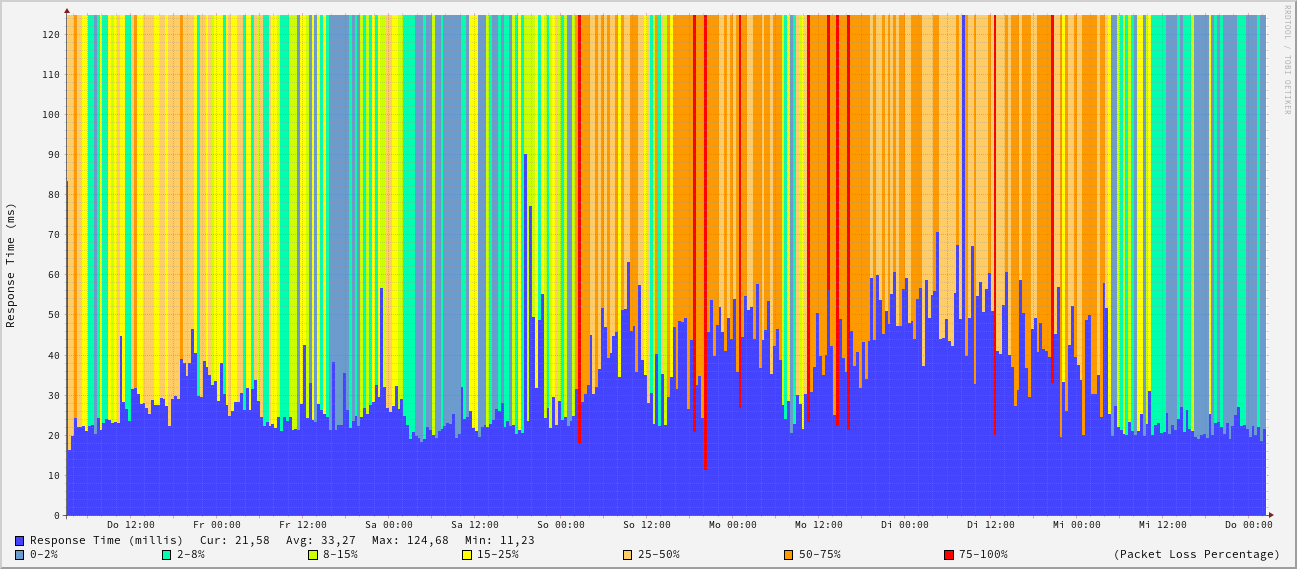 RRDTOOL / TOBI OETIKER
Response Time (ms)
120
110
100
90
80
70
60
50
40
30
20
10
0
Do 12:00 Fr 00:00 Fr 12:00 Sa 00:00 Sa 12:00 So 00:00 So 12:00 Mo 00:00 Mo 12:00 Di 00:00 Di 12:00 Mi 00:00 Mi 12:00 Do 00:00
Response Time (millis) Cur: 21,58 Avg: 33,27 Max: 124,68 Min: 11,23
0-2% 2-8% 8-15% 15-25% 25-50% 50-75% 75-100% (Packet Loss Percentage)